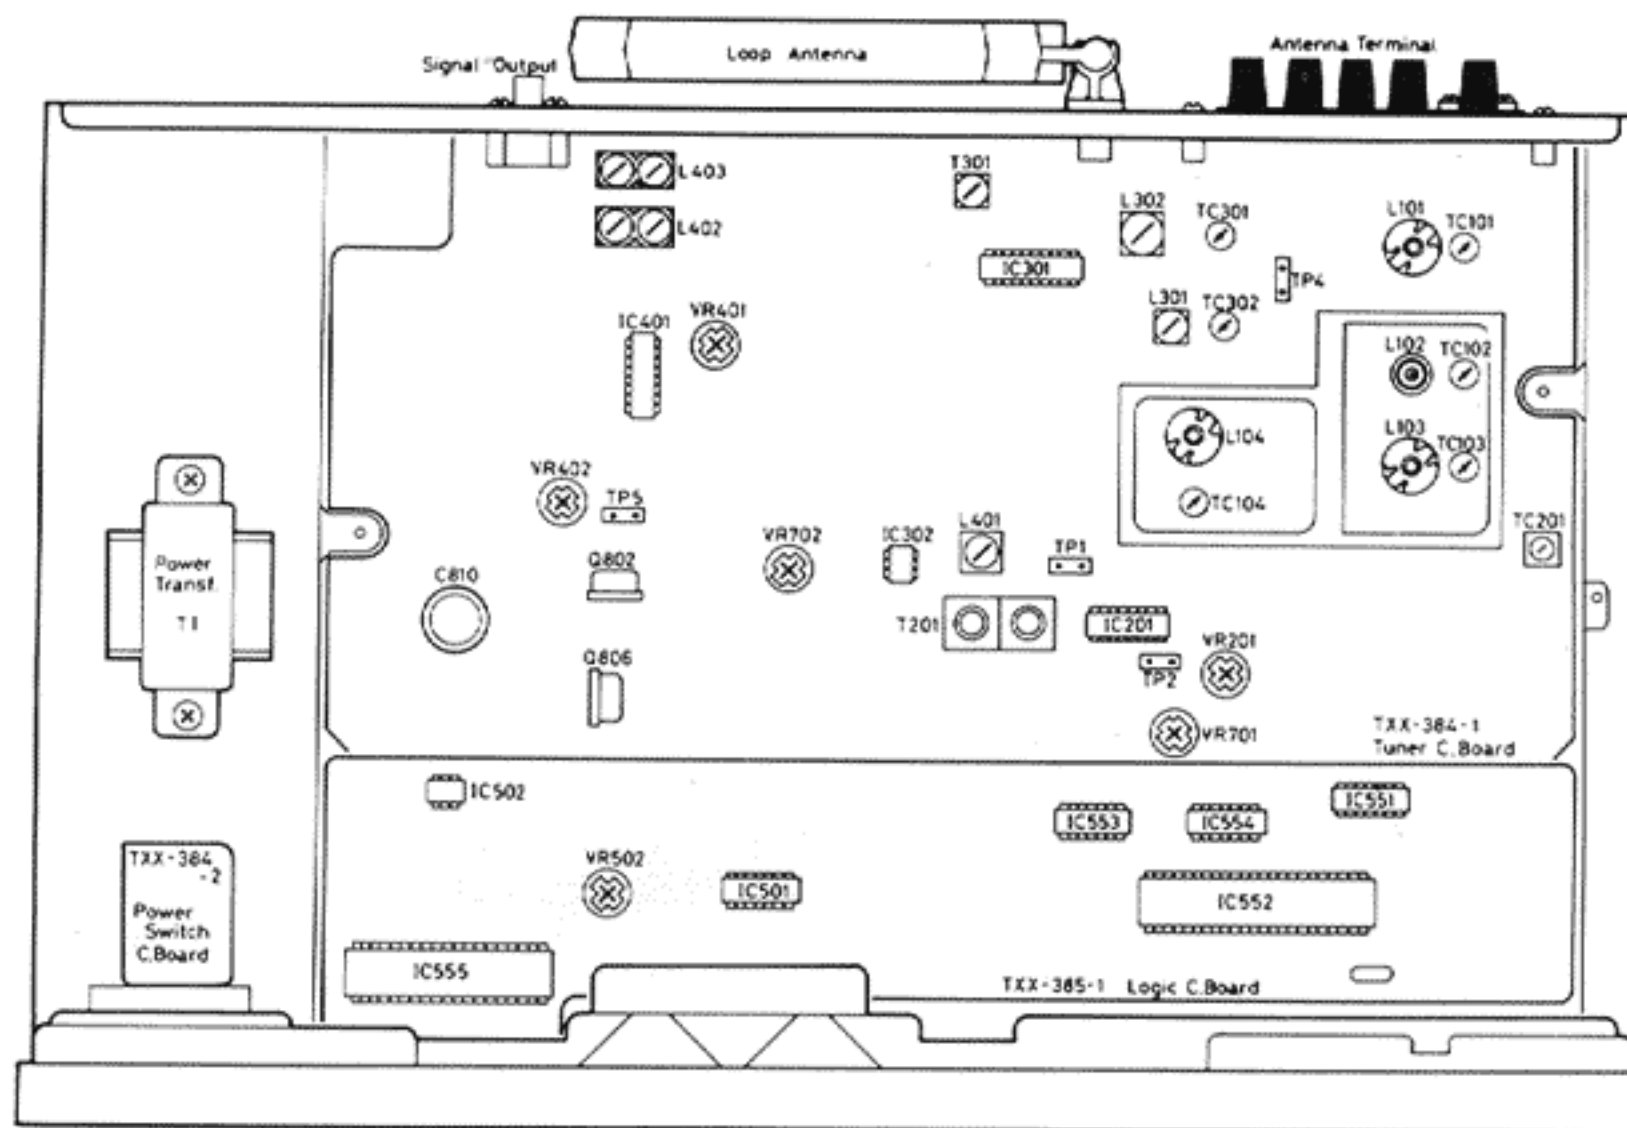 Loop Antenna
Antenna Terminal
Signal Output
L403
T301
L302
TC301
L101
TC101
L402
IC301
TP4
L301
TC302
IC401
VR401
L102
TC102
L104
L103
TC103
VR402
TP5
TC104
TC201
VR702
IC302
L401
TP1
Q802
C810
Power
Transf.
T1
T201
IC201
VR201
Q806
TP2
VR701
TXX-384-1
Tuner C.Board
IC502
IC551
IC553
IC554
TXX-384
-2
VR502
IC501
IC552
Power
Switch
C.Board
IC555
TXX-385-1 Logic C.Board